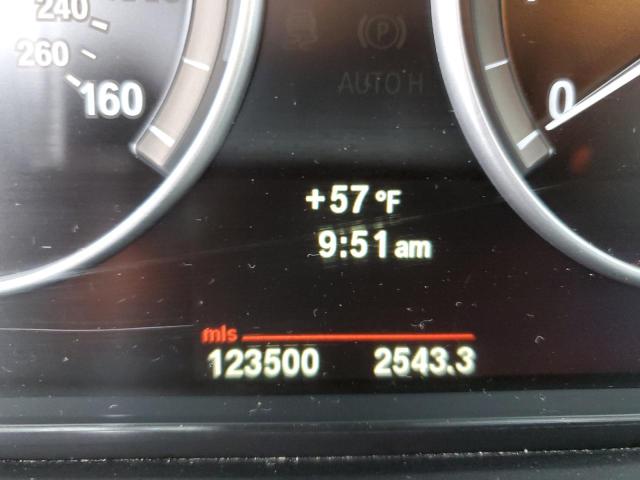 240
260
160
AUTO H
(P)
0
+57 °F
9:51 am
mls
123500 2543.3